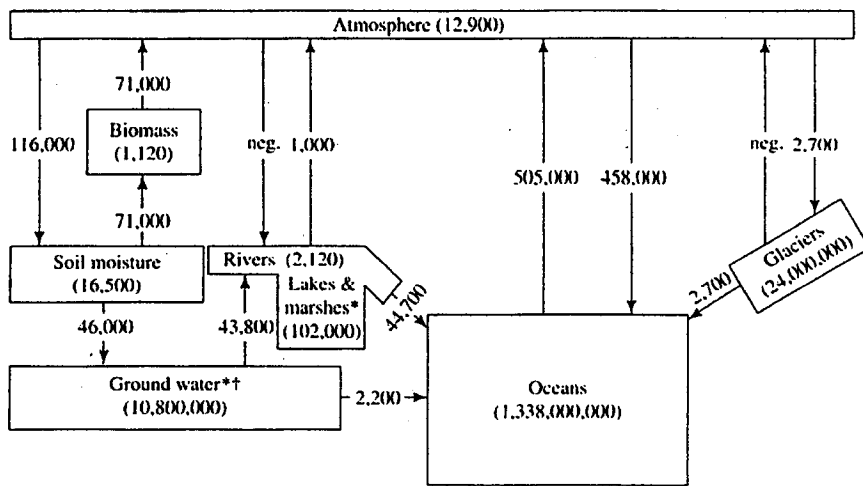 Atmosphere (12,900)
71,000
Biomass
(1,120)
116,000
neg.
1,000
505,000
458,000
neg.
2,700
71,000
Soil moisture
(16,500)
Rivers (2,120)
Lakes &
marshes*
(102,000)
Glaciers
(24,000,000)
2,700
44,700
46,000
43,800
Ground water*†
(10,800,000)
2,200
Oceans
(1,338,000,000)